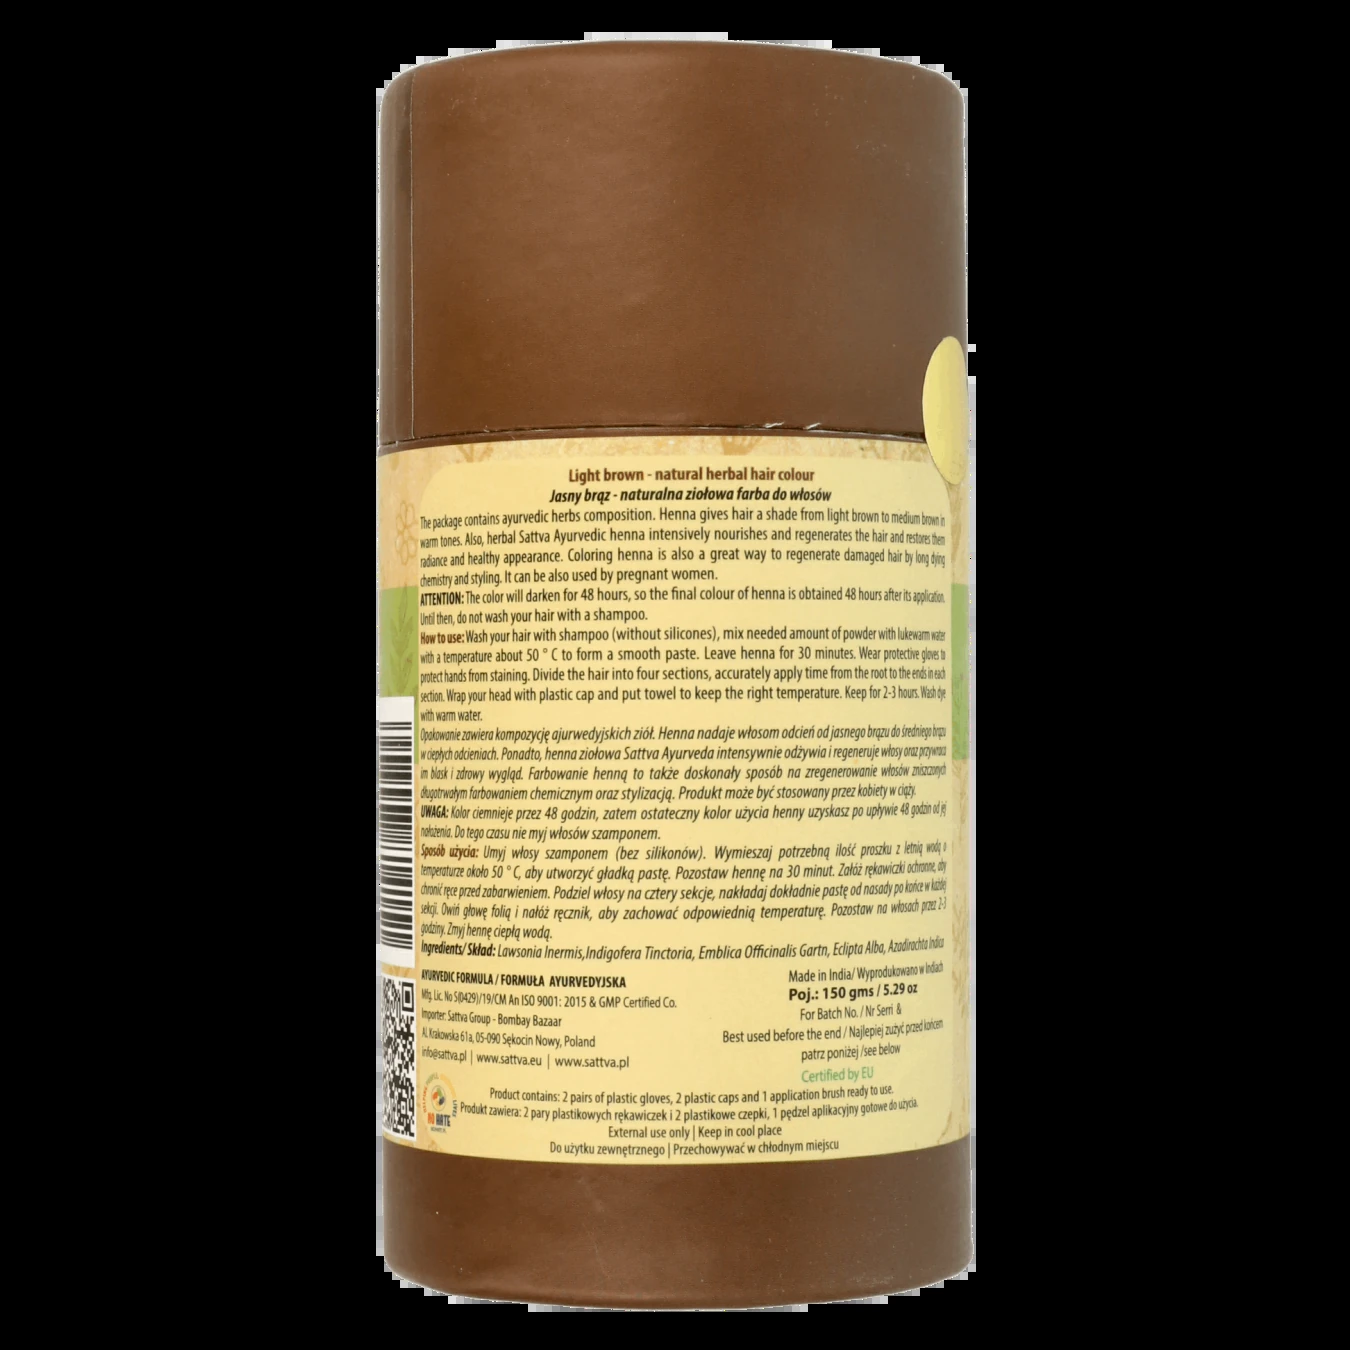 Light brown - natural herbal hair colour
Jasny brąz - naturalna ziołowa farba do włosów
The package contains ayurvedic herbs composition. Henna gives hair a shade from light brown to medium brown in
warm tones. Also, herbal Sattva Ayurvedic henna intensively nourishes and regenerates the hair and restores them
radiance and healthy appearance. Coloring henna is also a great way to regenerate damaged hair by long dying
chemistry and styling. It can be also used by pregnant women.
ATTENTION: The color will darken for 48 hours, so the final colour of henna is obtained 48 hours after its application.
Until then, do not wash your hair with a shampoo.
How to use: Wash your hair with shampoo (without silicones), mix needed amount of powder with lukewarm water
with a temperature about 50 ° C to form a smooth paste. Leave henna for 30 minutes. Wear protective gloves to
protect hands from staining. Divide the hair into four sections, accurately apply time from the root to the ends in each
section. Wrap your head with plastic cap and put towel to keep the right temperature. Keep for 2-3 hours. Wash dye
with warm water.
Opakowanie zawiera kompozycję ajurwedyjskich ziół. Henna nadaje włosom odcień od jasnego brązu do średniego brązu
w ciepłych odcieniach. Ponadto, henna ziołowa Sattva Ayurveda intensywnie odżywia i regeneruje włosy oraz przywraca
im blask i zdrowy wygląd. Farbowanie henną to także doskonały sposób na zregenerowanie włosów zniszczonych
długotrwałym farbowaniem chemicznym oraz stylizacją. Produkt może być stosowany przez kobiety w ciąży.
UWAGA: Kolor ciemnieje przez 48 godzin, zatem ostateczny kolor użycia henny uzyskasz po upływie 48 godzin od jej
nałożenia. Do tego czasu nie myj włosów szamponem.
Sposób użycia: Umyj włosy szamponem (bez silikonów). Wymieszaj potrzebną ilość proszku z letnią wodą o
temperaturze około 50 ° C, aby utworzyć gładką pastę. Pozostaw hennę na 30 minut. Załóż rękawiczki ochronne, aby
chronić ręce przed zabarwieniem. Podziel włosy na cztery sekcje, nakładaj dokładnie pastę od nasady po końce w każdej
sekcji. Owiń głowę folią i nałóż ręcznik, aby zachować odpowiednią temperaturę. Pozostaw na włosach przez 2-3
godziny. Zmyj hennę ciepłą wodą.
Ingredients/ Skład: Lawsonia Inermis,Indigofera Tinctoria, Emblica Officinalis Gartn, Eclipta Alba, Azadirachta Indica
AYURVEDIC FORMULA / FORMUŁA AYURVEDYJSKA
Mfg. Lic. No S(0429)/19/CM An ISO 9001: 2015 & GMP Certified Co.
Importer: Sattva Group - Bombay Bazaar
Al. Krakowska 61a, 05-090 Sękocin Nowy, Poland
info@sattva.pl | www.sattva.eu | www.sattva.pl
Made in India/ Wyprodukowano w Indiach
Poj.: 150 gms / 5.29 oz
For Batch No. / Nr Serri &
Best used before the end / Najlepiej zużyć przed końcem
patrz poniżej /see below
Certified by EU
Product contains: 2 pairs of plastic gloves, 2 plastic caps and 1 application brush ready to use.
Produkt zawiera: 2 pary plastikowych rękawiczek i 2 plastikowe czepki, 1 pędzel aplikacyjny gotowe do użycia.
External use only | Keep in cool place
Do użytku zewnętrznego | Przechowywać w chłodnym miejscu
NO HATE